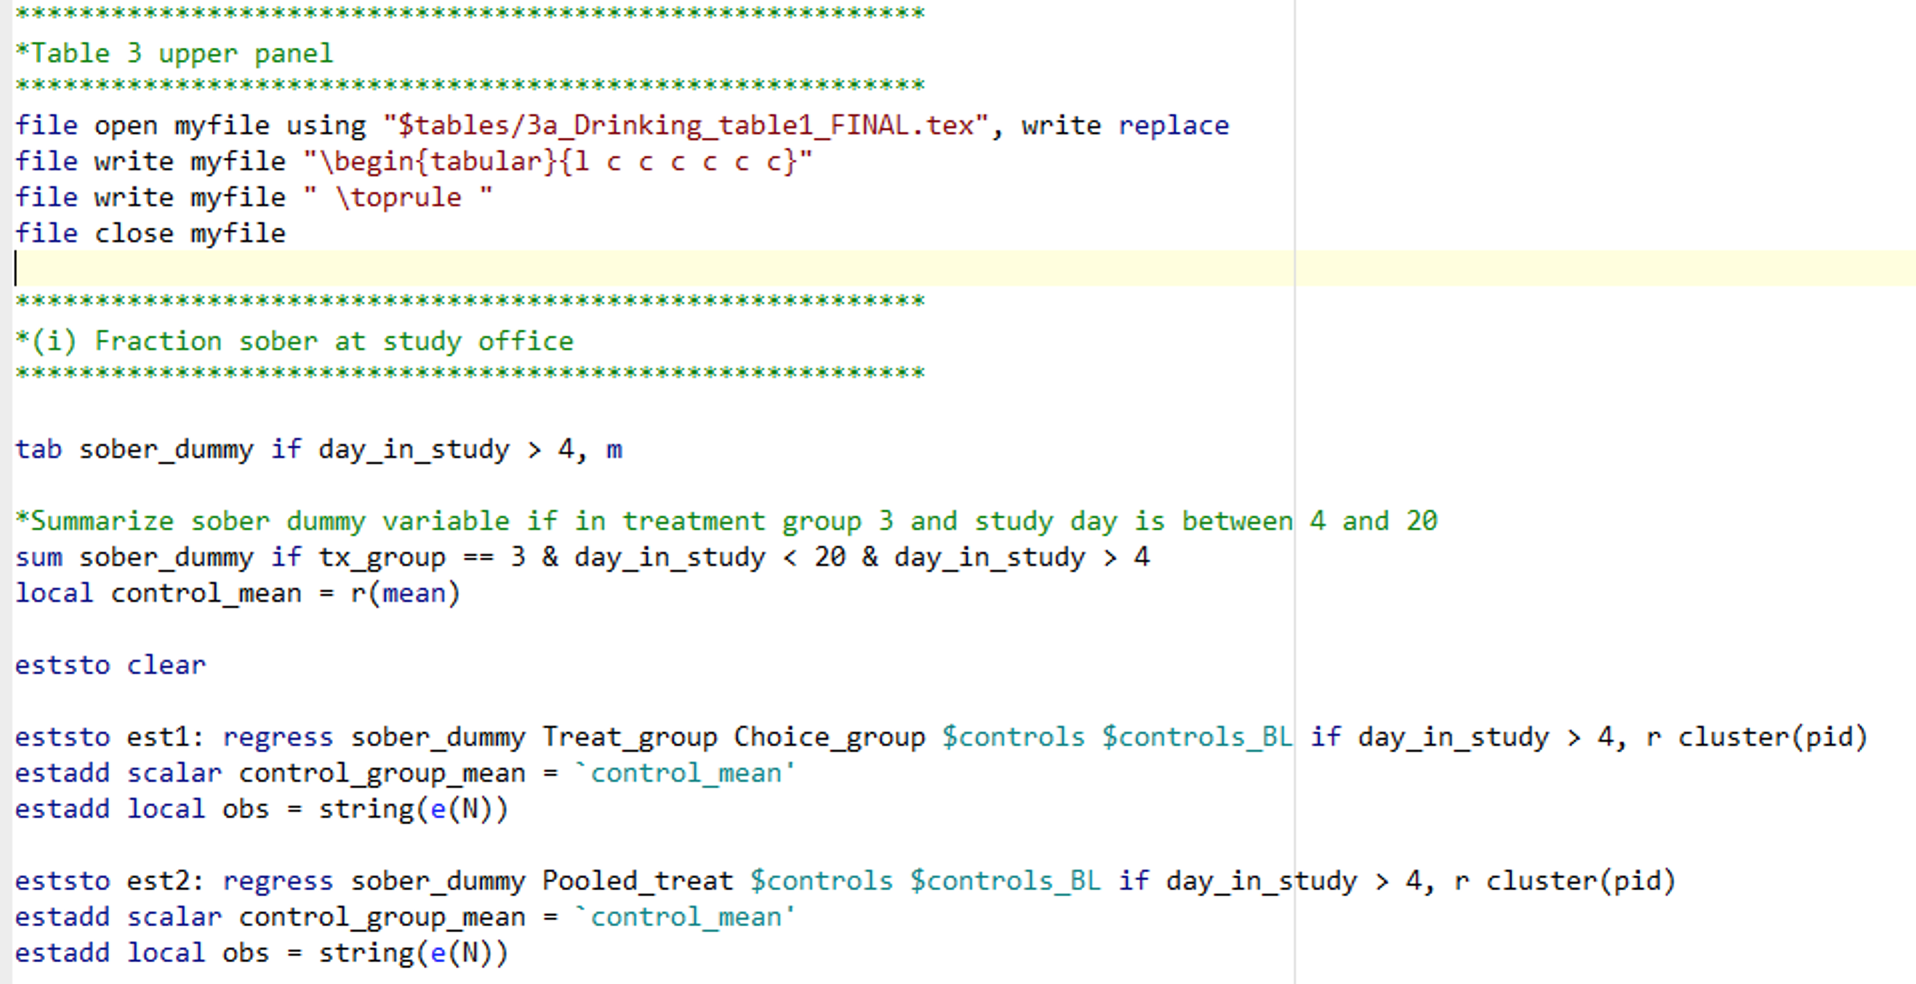 *********************************************************
*Table 3 upper panel
*********************************************************
file open myfile using "$tables/3a_Drinking_table1_FINAL.tex", write replace
file write myfile "\begin{tabular}{l c c c c c c}"
file write myfile " \toprule "
file close myfile
*********************************************************
*(i) Fraction sober at study office
*********************************************************
tab sober_dummy if day_in_study > 4, m
*Summarize sober dummy variable if in treatment group 3 and study day is between 4 and 20
sum sober_dummy if tx_group == 3 & day_in_study < 20 & day_in_study > 4
local control_mean = r(mean)
eststo clear
eststo est1: regress sober_dummy Treat_group Choice_group $controls $controls_BL if day_in_study > 4, r cluster(pid)
estadd scalar control_group_mean = `control_mean'
estadd local obs = string(e(N))
eststo est2: regress sober_dummy Pooled_treat $controls $controls_BL if day_in_study > 4, r cluster(pid)
estadd scalar control_group_mean = `control_mean'
estadd local obs = string(e(N))